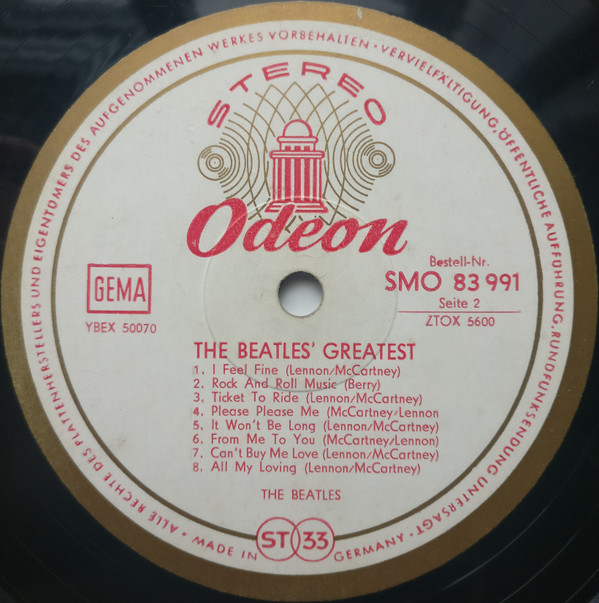 ALLE RECHTE DES PLATTENHERSTELLERS UND EIGENTÜMERS DES AUFGENOMMENEN WERKES VORBEHALTEN · VERVIELFÄLTIGUNG, ÖFFENTLICHE AUFFÜHRUNG, RUNDFUNKSENDUNG UNTERSAGT ·
STEREO
Odeon
GEMA
YBEX 50070
Bestell-Nr.
SMO 83 991
Seite 2
ZTOX 5600
THE BEATLES' GREATEST
1. I Feel Fine (Lennon/McCartney)
2. Rock And Roll Music (Berry)
3. Ticket To Ride (Lennon/McCartney)
4. Please Please Me (McCartney/Lennon
5. It Won't Be Long (Lennon/McCartney)
6. From Me To You (McCartney/Lennon)
7. Can't Buy Me Love (Lennon/McCartney)
8. All My Loving (Lennon/McCartney)
THE BEATLES
· MADE IN GERMANY ·
ST 33